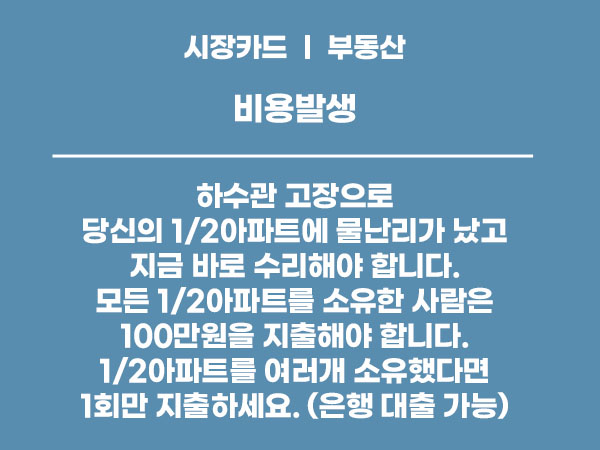 시장카드 | 부동산
비용발생
하수관 고장으로
당신의 1/2아파트에 물난리가 났고
지금 바로 수리해야 합니다.
모든 1/2아파트를 소유한 사람은
100만원을 지출해야 합니다.
1/2아파트를 여러개 소유했다면
1회만 지출하세요. (은행 대출 가능)